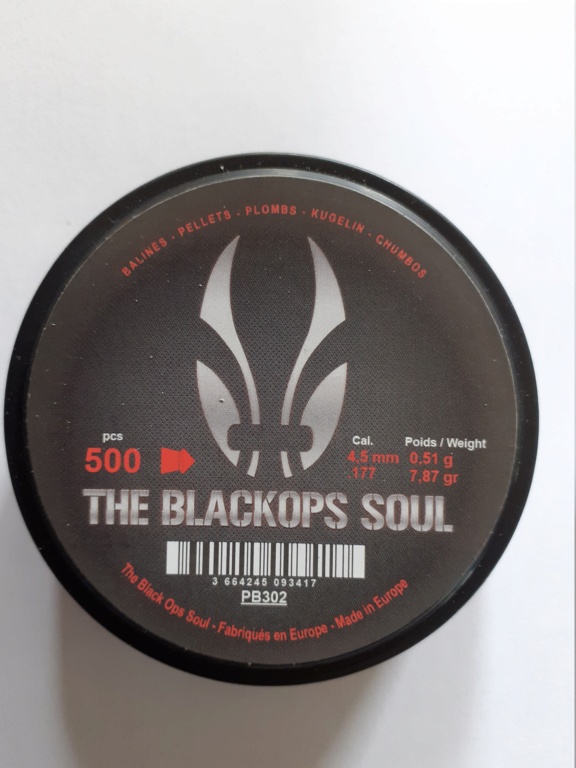 BALINES - PELLETS - PLOMBS - KUGELIN - CHUMBOS
pcs
500
Cal.
4,5 mm
.177
Poids / Weight
0,51 g
7,87 gr
THE BLACKOPS SOUL
3 664245 093417
PB302
The Black Ops Soul - Fabriqués en Europe - Made in Europe